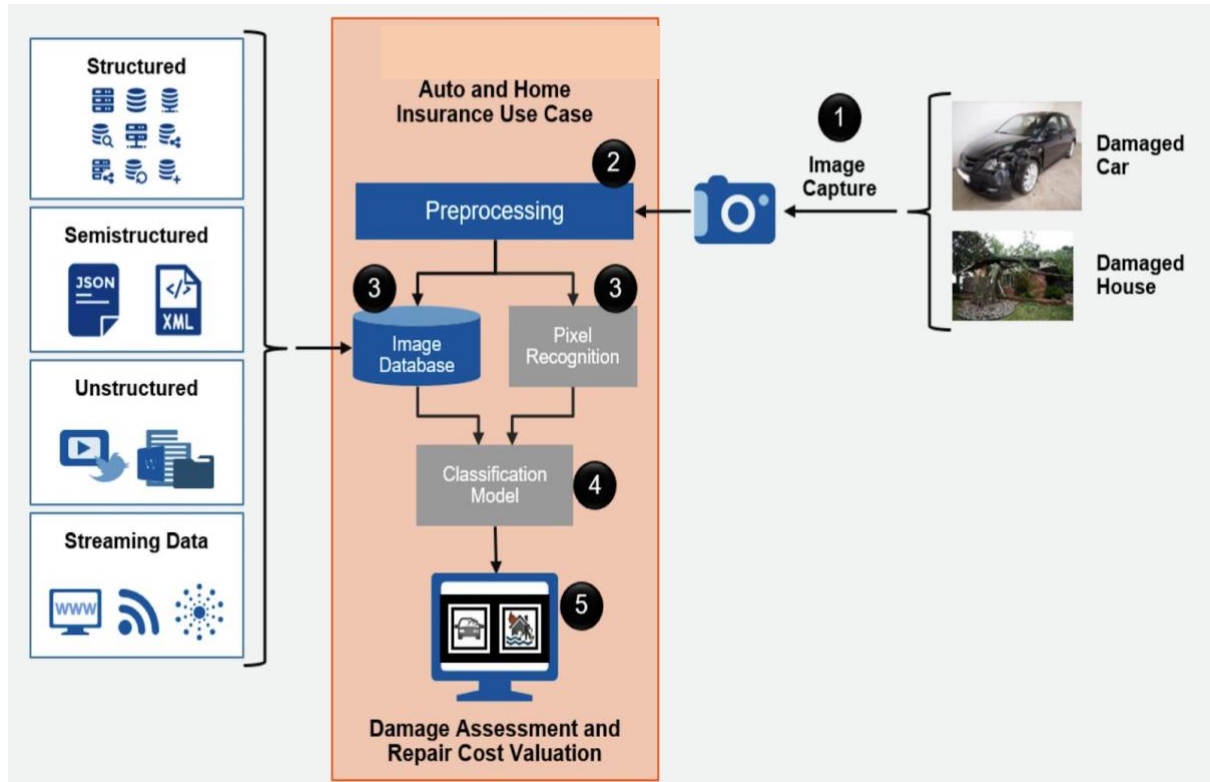 Structured
Semistructured
JSON
</>
XML
Unstructured
W
Streaming Data
WWW
Auto and Home
Insurance Use Case
2
Preprocessing
3
Image
Database
3
Pixel
Recognition
Classification
Model
4
5
Damage Assessment and
Repair Cost Valuation
1
Image
Capture
Damaged
Car
Damaged
House